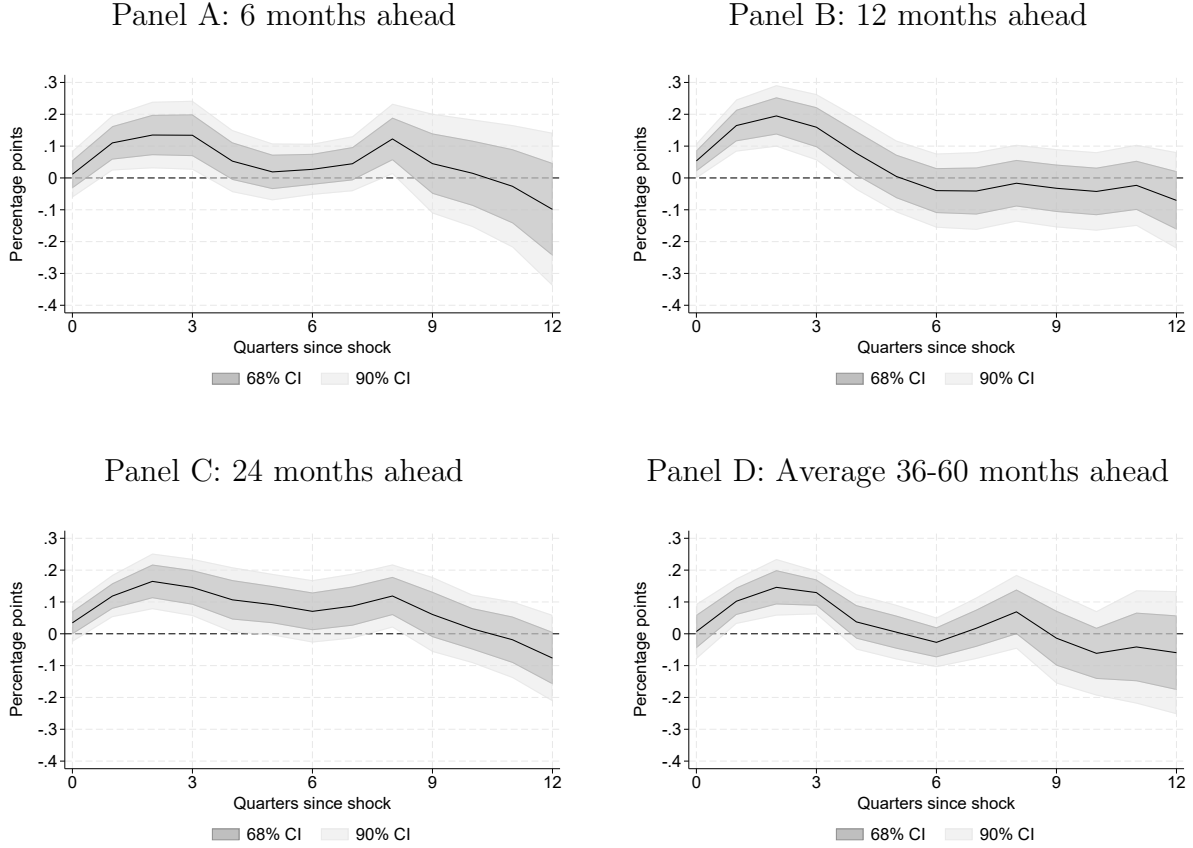 Panel A: 6 months ahead
Panel B: 12 months ahead
.3
.2
.1
0
-.1
-.2
-.3
-.4
Percentage points
0 3 6 9 12
Quarters since shock
68% CI 90% CI
.3
.2
.1
0
-.1
-.2
-.3
-.4
Percentage points
0 3 6 9 12
Quarters since shock
68% CI 90% CI
Panel C: 24 months ahead
Panel D: Average 36-60 months ahead
.3
.2
.1
0
-.1
-.2
-.3
-.4
Percentage points
0 3 6 9 12
Quarters since shock
68% CI 90% CI
.3
.2
.1
0
-.1
-.2
-.3
-.4
Percentage points
0 3 6 9 12
Quarters since shock
68% CI 90% CI